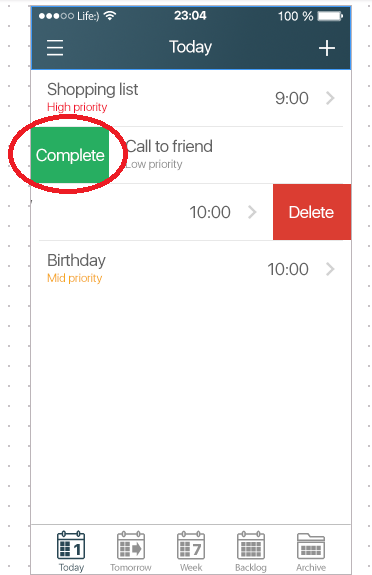 Life:) 23:04 100 %
Today
Shopping list
High priority
9:00
Complete
Call to friend
Low priority
10:00
Delete
Birthday
Mid priority
10:00
1 7
Today Tomorrow Week Backlog Archive